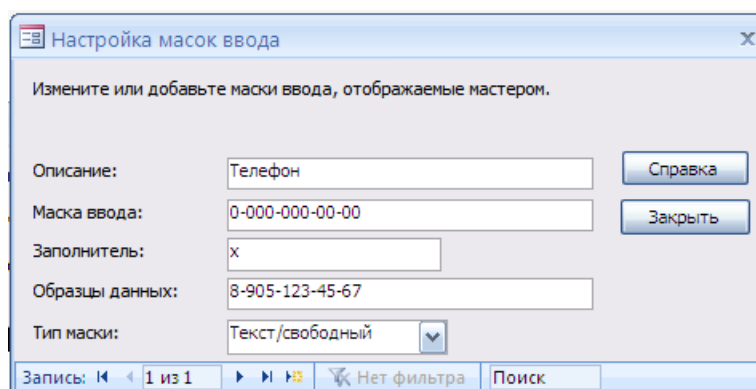 Настройка масок ввода
Измените или добавьте маски ввода, отображаемые мастером.
Описание: Телефон Справка
Маска ввода: 0-000-000-00-00 Закрыть
Заполнитель: x
Образцы данных: 8-905-123-45-67
Тип маски: Текст/свободный
Запись: 1 из 1 Нет фильтра Поиск